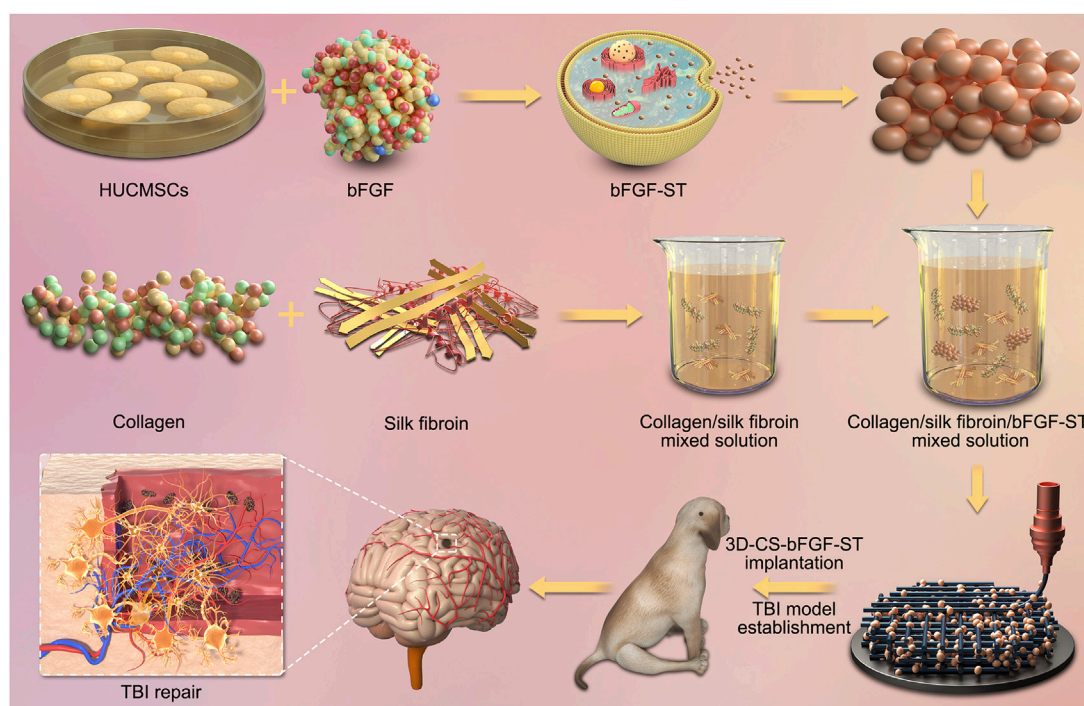 HUCMSCs
bFGF
bFGF-ST
Collagen
Silk fibroin
Collagen/silk fibroin
mixed solution
Collagen/silk fibroin/bFGF-ST
mixed solution
3D-CS-bFGF-ST
implantation
TBI model
establishment
TBI repair